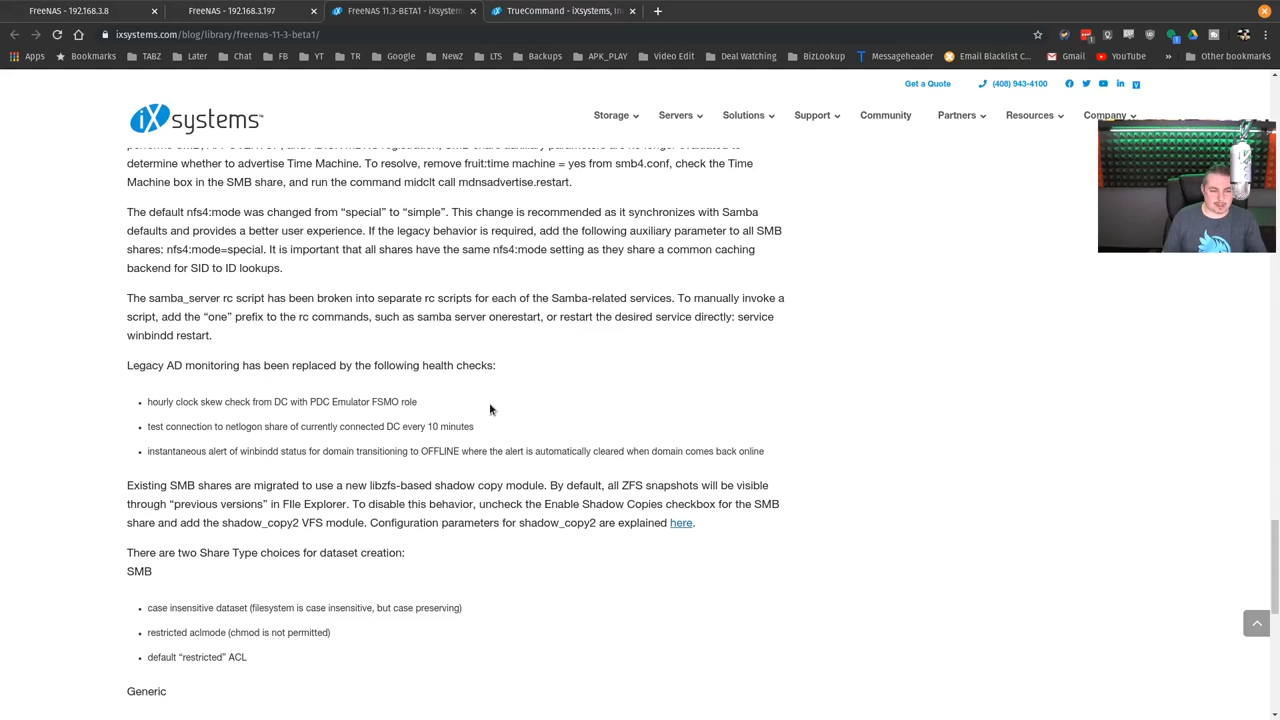 FreeNAS - 192.168.3.8
FreeNAS - 192.168.3.197
FreeNAS 11.3-BETA1 - iXsystem
TrueCommand - iXsystems, In
ixsystems.com/blog/library/freenas-11-3-beta1/
Apps
Bookmarks
TABZ
Later
Chat
FB
YT
TR
Google
NewZ
LTS
Backups
APK_PLAY
Video Edit
Deal Watching
BizLookup
Messageheader
Email Blacklist C...
Gmail
YouTube
»
Other bookmarks
Get a Quote
(408) 943-4100
iXsystems™
Storage
Servers
Solutions
Support
Community
Partners
Resources
Company
determine whether to advertise Time Machine. To resolve, remove fruit:time machine = yes from smb4.conf, check the Time
Machine box in the SMB share, and run the command midclt call mdnsadvertise.restart.
The default nfs4:mode was changed from “special” to “simple”. This change is recommended as it synchronizes with Samba
defaults and provides a better user experience. If the legacy behavior is required, add the following auxiliary parameter to all SMB
shares: nfs4:mode=special. It is important that all shares have the same nfs4:mode setting as they share a common caching
backend for SID to ID lookups.
The samba_server rc script has been broken into separate rc scripts for each of the Samba-related services. To manually invoke a
script, add the “one” prefix to the rc commands, such as samba server onerestart, or restart the desired service directly: service
winbindd restart.
Legacy AD monitoring has been replaced by the following health checks:
• hourly clock skew check from DC with PDC Emulator FSMO role
• test connection to netlogon share of currently connected DC every 10 minutes
• instantaneous alert of winbindd status for domain transitioning to OFFLINE where the alert is automatically cleared when domain comes back online
Existing SMB shares are migrated to use a new libzfs-based shadow copy module. By default, all ZFS snapshots will be visible
through “previous versions” in FIle Explorer. To disable this behavior, uncheck the Enable Shadow Copies checkbox for the SMB
share and add the shadow_copy2 VFS module. Configuration parameters for shadow_copy2 are explained here.
There are two Share Type choices for dataset creation:
SMB
• case insensitive dataset (filesystem is case insensitive, but case preserving)
• restricted aclmode (chmod is not permitted)
• default “restricted” ACL
Generic